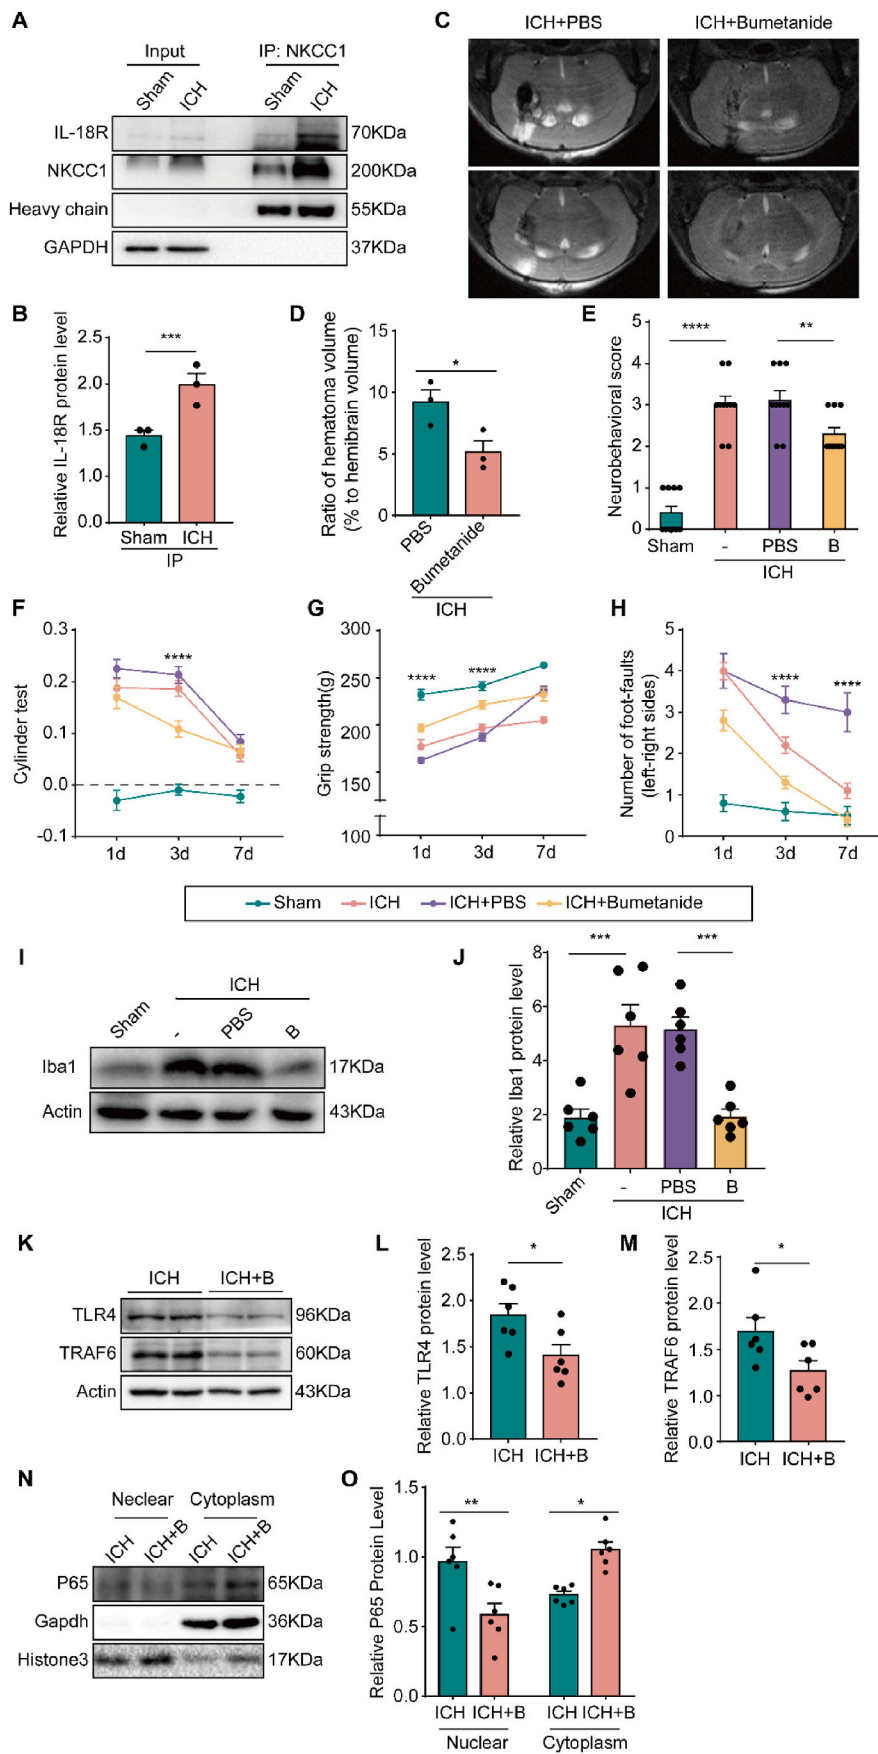 A
Input
IP: NKCC1
Sham
ICH
Sham
ICH
IL-18R
70KDa
NKCC1
200KDa
Heavy chain
55KDa
GAPDH
37KDa
C
ICH+PBS
ICH+Bumetanide
B
Relative IL-18R protein level
2.5
2.0
1.5
1.0
0.0
***
Sham
ICH
IP
D
Ratio of hematoma volume
(% to hemibrain volume)
15
10
5
0
*
PBS
Bumetanide
ICH
E
Neurobehavioral score
5
4
3
2
1
0
****
**
Sham
-
PBS
B
ICH
F
Cylinder test
0.3
0.2
0.1
0.0
-0.1
****
1d
3d
7d
G
Grip strength(g)
300
250
200
150
100
****
****
1d
3d
7d
H
Number of foot-faults
(left-right sides)
5
4
3
2
1
0
****
****
1d
3d
7d
Sham
ICH
ICH+PBS
ICH+Bumetanide
I
ICH
Sham
-
PBS
B
Iba1
17KDa
Actin
43KDa
J
Relative Iba1 protein level
8
6
4
2
0
***
***
Sham
-
PBS
B
ICH
K
ICH
ICH+B
TLR4
96KDa
TRAF6
60KDa
Actin
43KDa
L
Relative TLR4 protein level
2.5
2.0
1.5
1.0
0.0
*
ICH
ICH+B
M
Relative TRAF6 protein level
2.5
2.0
1.5
1.0
0.0
*
ICH
ICH+B
N
Neclear
Cytoplasm
ICH
ICH+B
ICH
ICH+B
P65
65KDa
Gapdh
36KDa
Histone3
17KDa
O
Relative P65 Protein Level
1.5
1.0
0.5
0.0
**
*
ICH
ICH+B
ICH
ICH+B
Nuclear
Cytoplasm